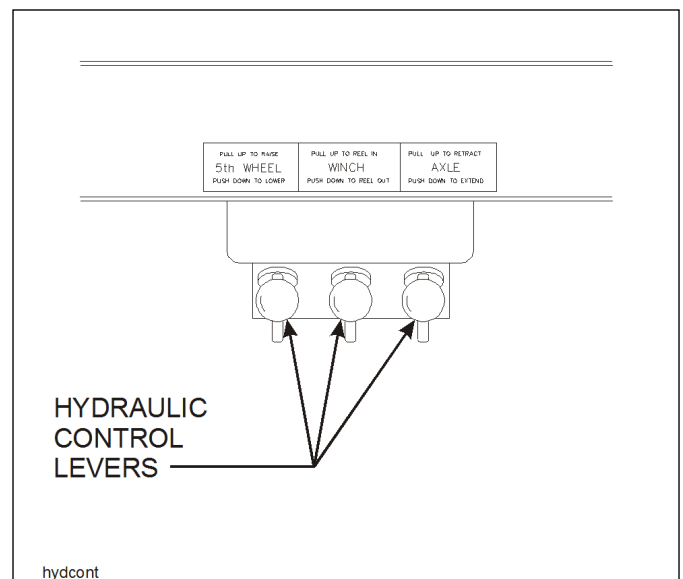 PULL UP TO RAISE
5th WHEEL
PUSH DOWN TO LOWER
PULL UP TO REEL IN
WINCH
PUSH DOWN TO REEL OUT
PULL UP TO RETRACT
AXLE
PUSH DOWN TO EXTEND
HYDRAULIC
CONTROL
LEVERS
hydcont